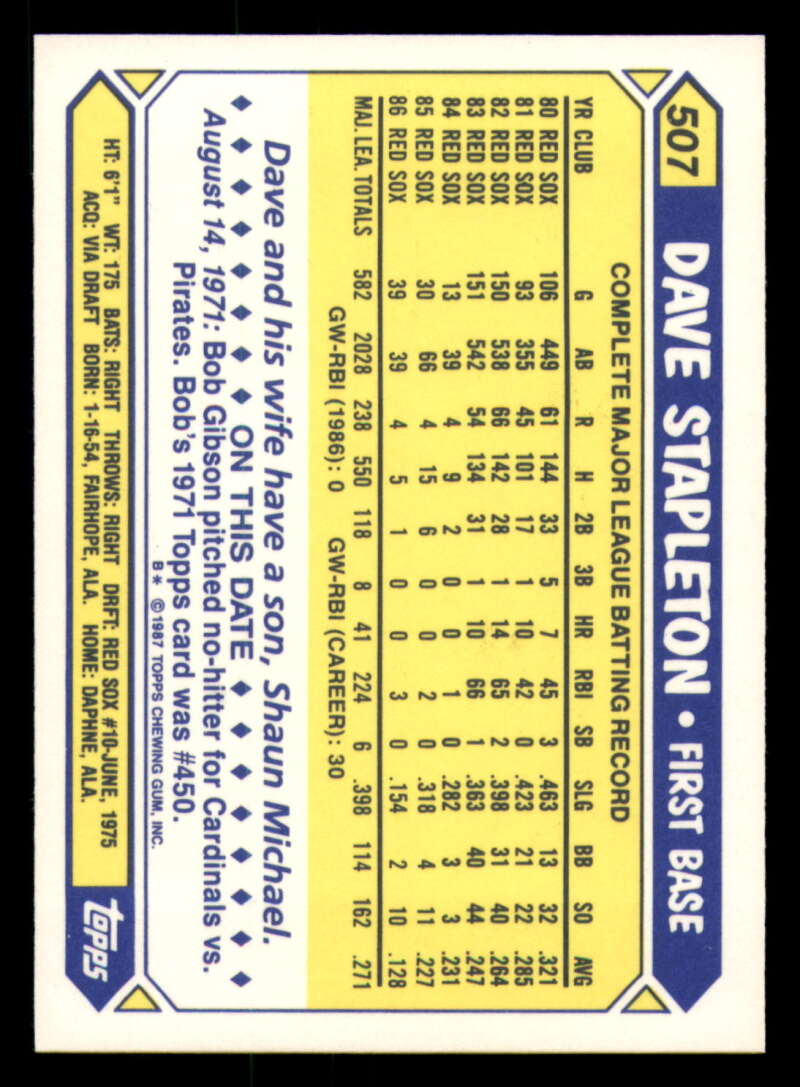 507 DAVE STAPLETON • FIRST BASE
COMPLETE MAJOR LEAGUE BATTING RECORD
YR CLUB G AB R H 2B 3B HR RBI SB SLG BB SO AVG
80 RED SOX 106 449 61 144 33 5 7 45 3 .463 13 32 .321
81 RED SOX 93 355 45 101 17 1 10 42 0 .423 21 22 .285
82 RED SOX 150 538 66 142 28 1 14 65 2 .398 31 40 .264
83 RED SOX 151 542 54 134 31 1 10 66 1 .363 40 44 .247
84 RED SOX 13 39 4 9 2 0 0 1 0 .282 3 3 .231
85 RED SOX 30 66 4 15 6 0 0 2 0 .318 4 11 .227
86 RED SOX 39 39 4 5 1 0 0 3 0 .154 2 10 .128
MAJ. LEA. TOTALS 582 2028 238 550 118 8 41 224 6 .398 114 162 .271
GW-RBI (1986): 0 GW-RBI (CAREER): 30
Dave and his wife have a son, Shaun Michael.
◆ ◆ ◆ ◆ ◆ ◆ ◆ ◆ ON THIS DATE ◆ ◆ ◆ ◆ ◆ ◆ ◆ ◆
August 14, 1971: Bob Gibson pitched no-hitter for Cardinals vs.
Pirates. Bob's 1971 Topps card was #450.
B* © 1987 TOPPS CHEWING GUM, INC.
HT: 6'1" WT: 175 BATS: RIGHT THROWS: RIGHT DRFT: RED SOX #10-JUNE, 1975
ACQ: VIA DRAFT BORN: 1-16-54, FAIRHOPE, ALA. HOME: DAPHNE, ALA.
topps